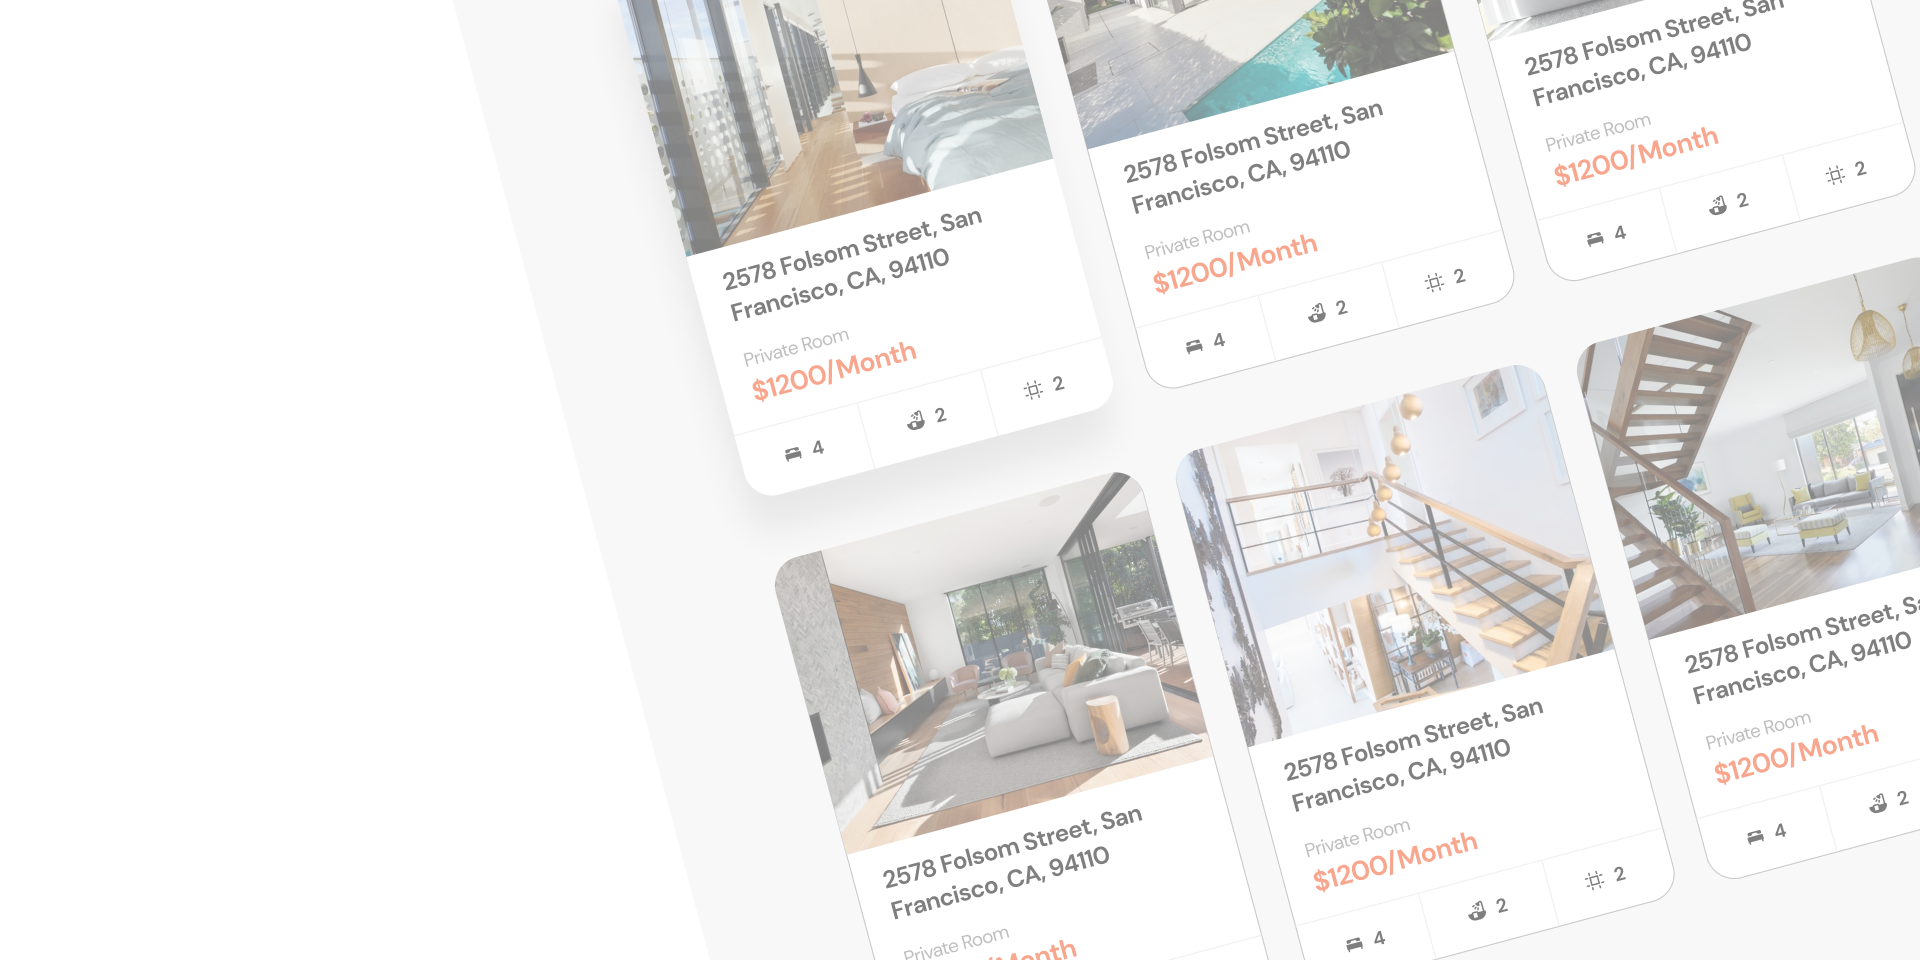 2578 Folsom Street, San
Francisco, CA, 94110
Private Room
$1200/Month
4
2
2
2578 Folsom Street, San
Francisco, CA, 94110
Private Room
$1200/Month
4
2
2
2578 Folsom Street, San
Francisco, CA, 94110
Private Room
$1200/Month
4
2
2
2578 Folsom Street, San
Francisco, CA, 94110
Private Room
/Month
2578 Folsom Street, San
Francisco, CA, 94110
Private Room
$1200/Month
4
2
2
2578 Folsom Street, Sa
Francisco, CA, 94110
Private Room
$1200/Month
4
2